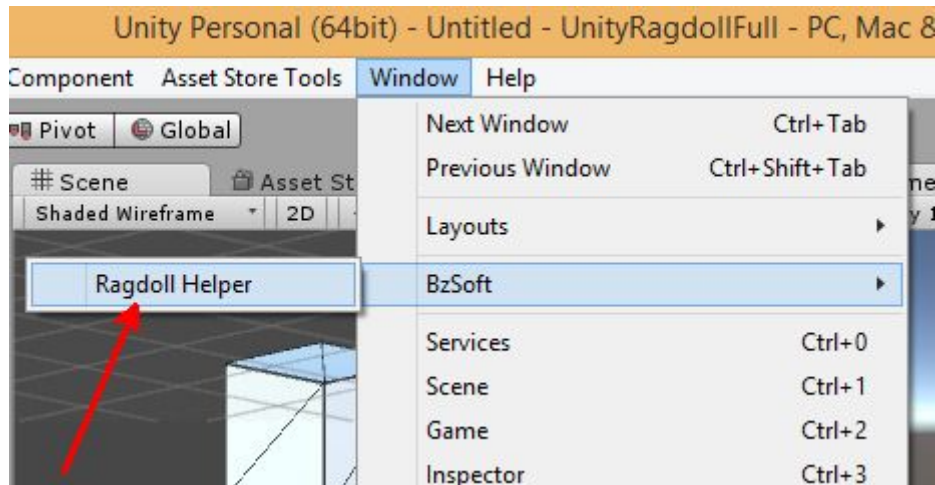 Unity Personal (64bit) - Untitled - UnityRagdollFull - PC, Mac &
Component Asset Store Tools Window Help
Pivot Global
Next Window Ctrl+Tab
Previous Window Ctrl+Shift+Tab
# Scene Asset St
Shaded Wireframe 2D
Layouts
Ragdoll Helper BzSoft
Services Ctrl+0
Scene Ctrl+1
Game Ctrl+2
Inspector Ctrl+3